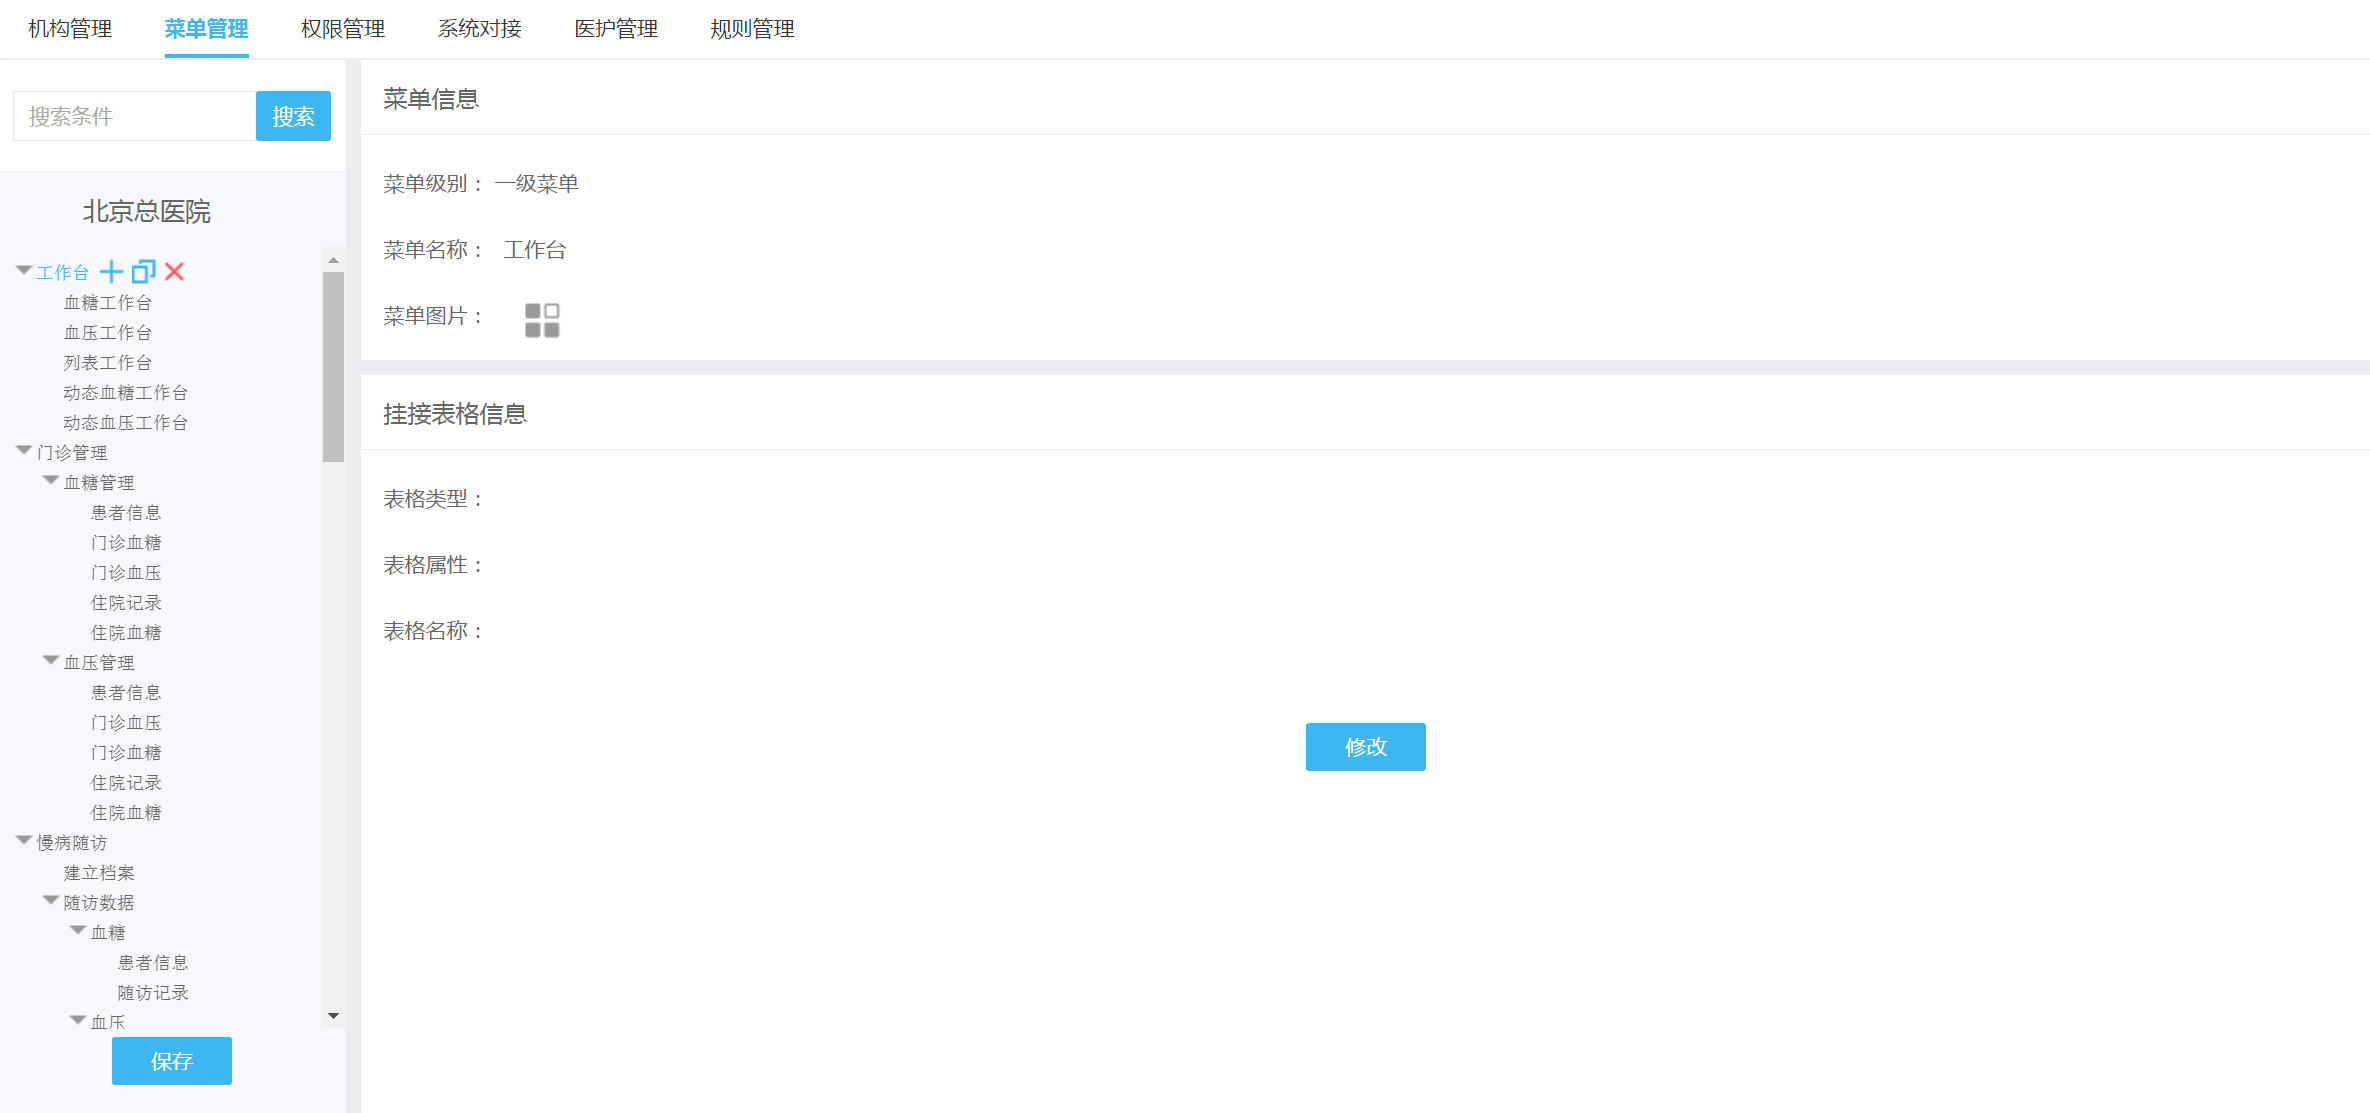 机构管理 菜单管理 权限管理 系统对接 医护管理 规则管理
搜索条件 搜索
北京总医院
工作台
血糖工作台
血压工作台
列表工作台
动态血糖工作台
动态血压工作台
门诊管理
血糖管理
患者信息
门诊血糖
门诊血压
住院记录
住院血糖
血压管理
患者信息
门诊血压
门诊血糖
住院记录
住院血糖
慢病随访
建立档案
随访数据
血糖
患者信息
随访记录
血压
保存
菜单信息
菜单级别： 一级菜单
菜单名称： 工作台
菜单图片：
挂接表格信息
表格类型：
表格属性：
表格名称：
修改